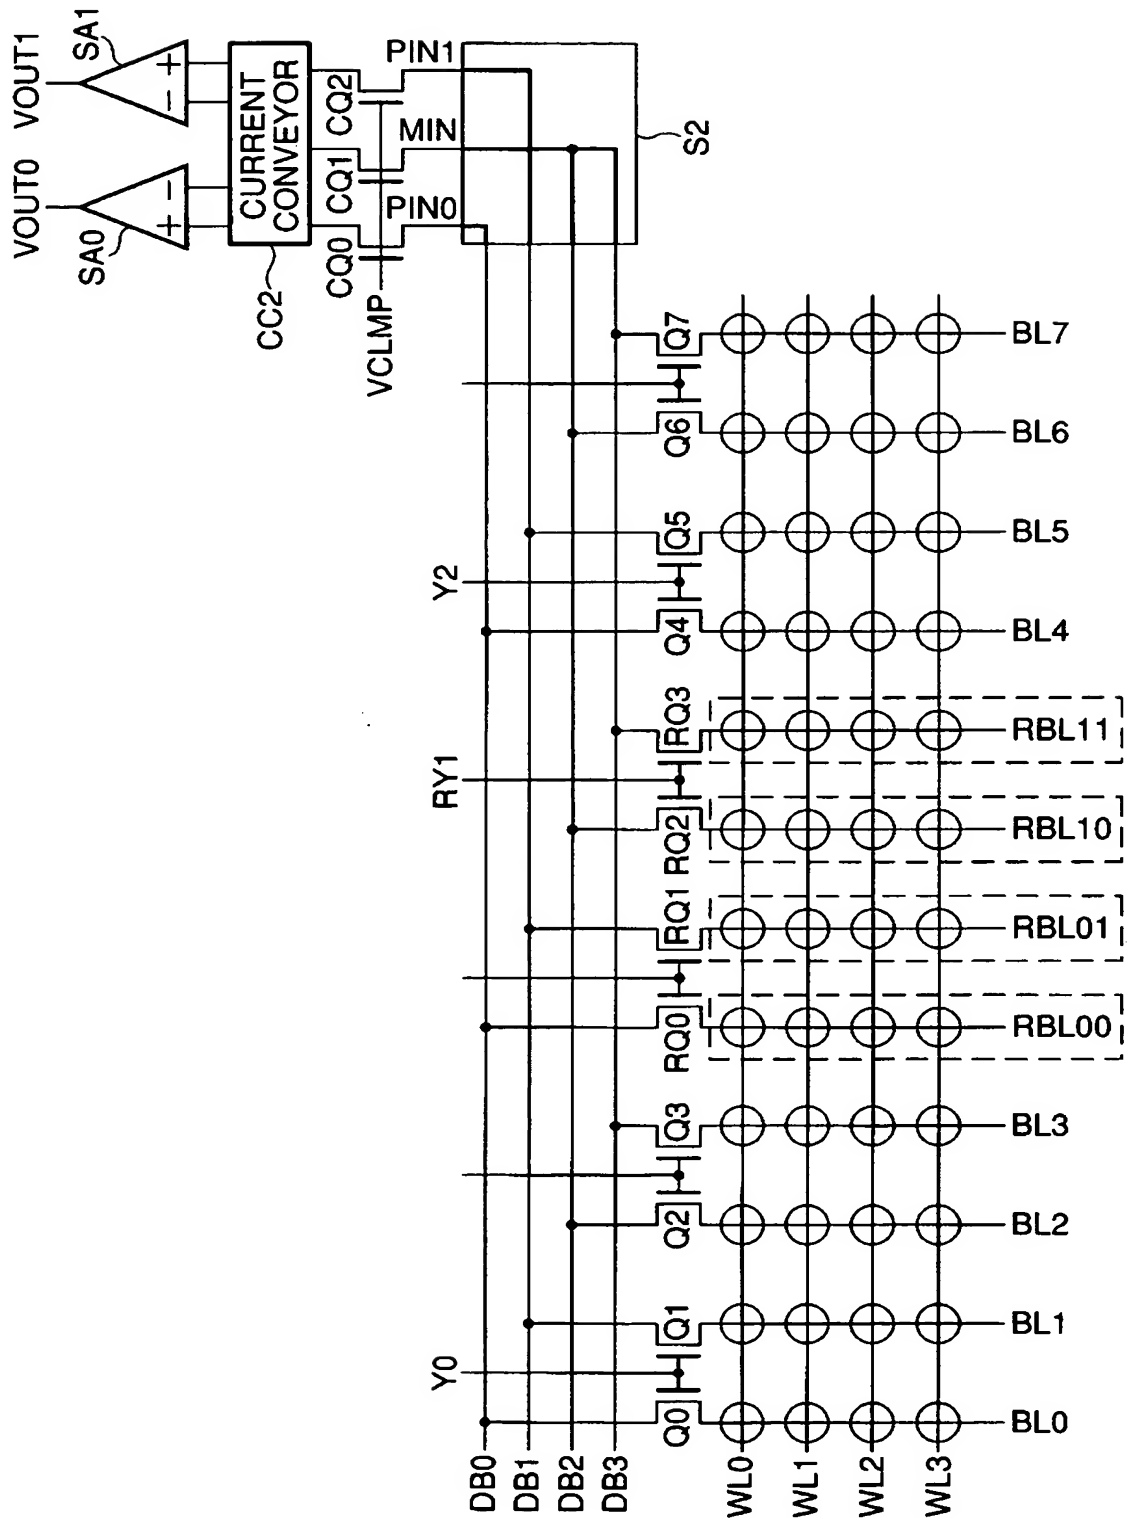 VOUT1
VOUT0
SA1
SA0
+
−
−
+
CURRENT
CONVEYOR
CC2
CQ2
CQ1
CQ0
VCLMP
PIN1
MIN
PIN0
S2
Y2
RY1
Y0
Q7
Q6
Q5
Q4
RQ3
RQ2
RQ1
RQ0
Q3
Q2
Q1
Q0
BL7
BL6
BL5
BL4
RBL11
RBL10
RBL01
RBL00
BL3
BL2
BL1
BL0
DB0
DB1
DB2
DB3
WL0
WL1
WL2
WL3